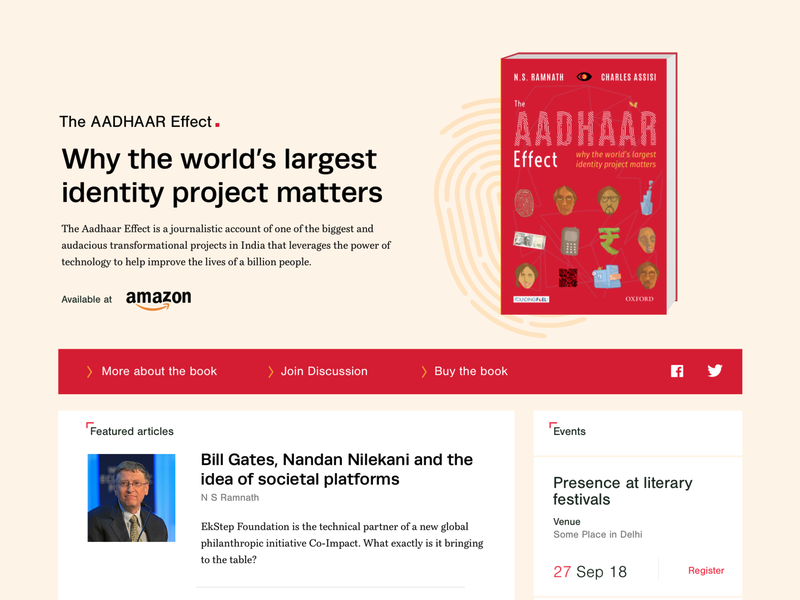 The AADHAAR Effect.
Why the world's largest
identity project matters
The Aadhaar Effect is a journalistic account of one of the biggest and
audacious transformational projects in India that leverages the power of
technology to help improve the lives of a billion people.
Available at amazon
N.S. RAMNATH CHARLES ASSISI
The
AADHAAR
Effect
why the world's largest
identity project matters
FOUNDING FUEL
OXFORD
More about the book
Join Discussion
Buy the book
Featured articles
Bill Gates, Nandan Nilekani and the
idea of societal platforms
N S Ramnath
EkStep Foundation is the technical partner of a new global
philanthropic initiative Co-Impact. What exactly is it bringing
to the table?
Events
Presence at literary
festivals
Venue
Some Place in Delhi
27 Sep 18
Register